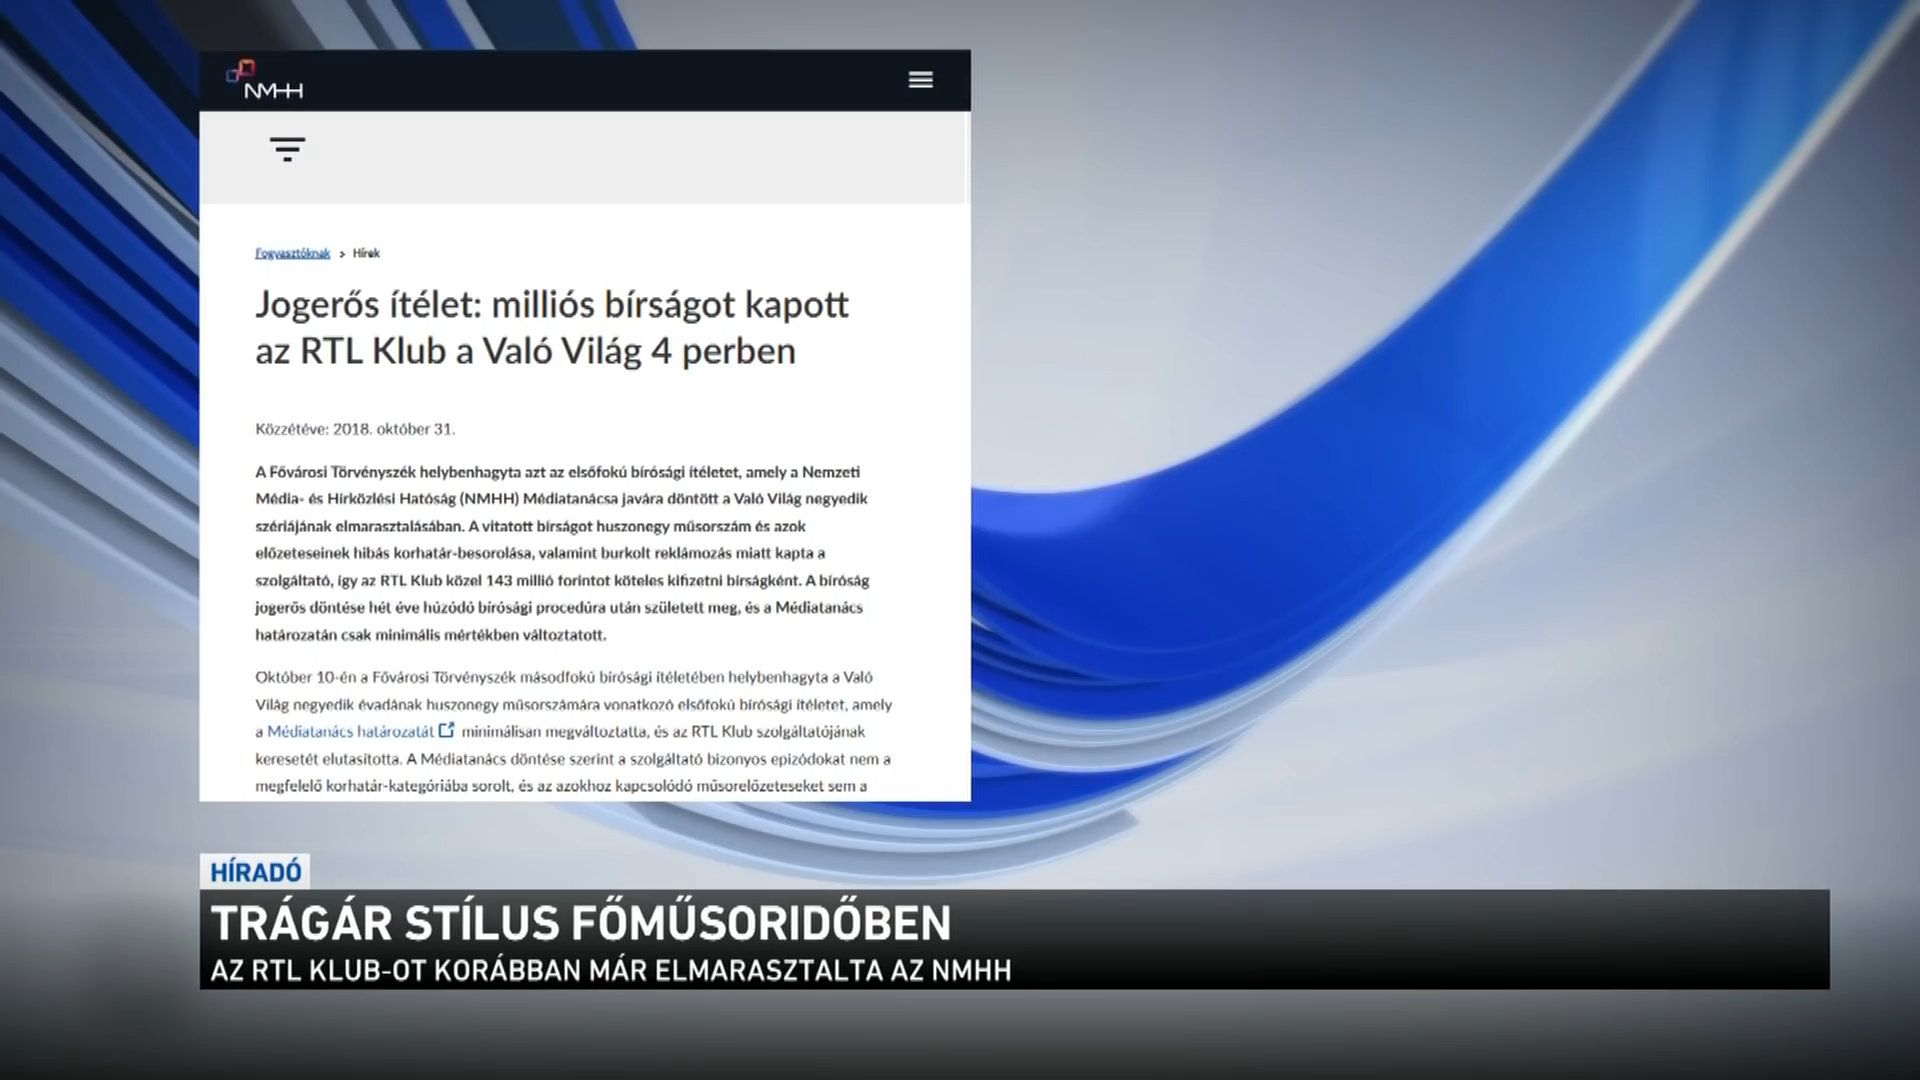 NMHH
Fogyasztóknak > Hírek
Jogerős ítélet: milliós bírságot kapott
az RTL Klub a Való Világ 4 perben
Közzétéve: 2018. október 31.
A Fővárosi Törvényszék helybenhagyta azt az elsőfokú bírósági ítéletet, amely a Nemzeti
Média- és Hírközlési Hatóság (NMHH) Médiatanácsa javára döntött a Való Világ negyedik
szériájának elmarasztalásában. A vitatott bírságot huszonegy műsorszám és azok
előzeteseinek hibás korhatár-besorolása, valamint burkolt reklámozás miatt kapta a
szolgáltató, így az RTL Klub közel 143 millió forintot köteles kifizetni bírságként. A bíróság
jogerős döntése hét éve húzódó bírósági procedúra után született meg, és a Médiatanács
határozatán csak minimális mértékben változtatott.
Október 10-én a Fővárosi Törvényszék másodfokú bírósági ítéletében helybenhagyta a Való
Világ negyedik évadának huszonegy műsorszámára vonatkozó elsőfokú bírósági ítéletet, amely
a Médiatanács határozatát minimálisan megváltoztatta, és az RTL Klub szolgáltatójának
keresetét elutasította. A Médiatanács döntése szerint a szolgáltató bizonyos epizódokat nem a
megfelelő korhatár-kategóriába sorolt, és az azokhoz kapcsolódó műsorelőzeteseket sem a
HÍRADÓ
TRÁGÁR STÍLUS FŐMŰSORIDŐBEN
AZ RTL KLUB-OT KORÁBBAN MÁR ELMARASZTALTA AZ NMHH